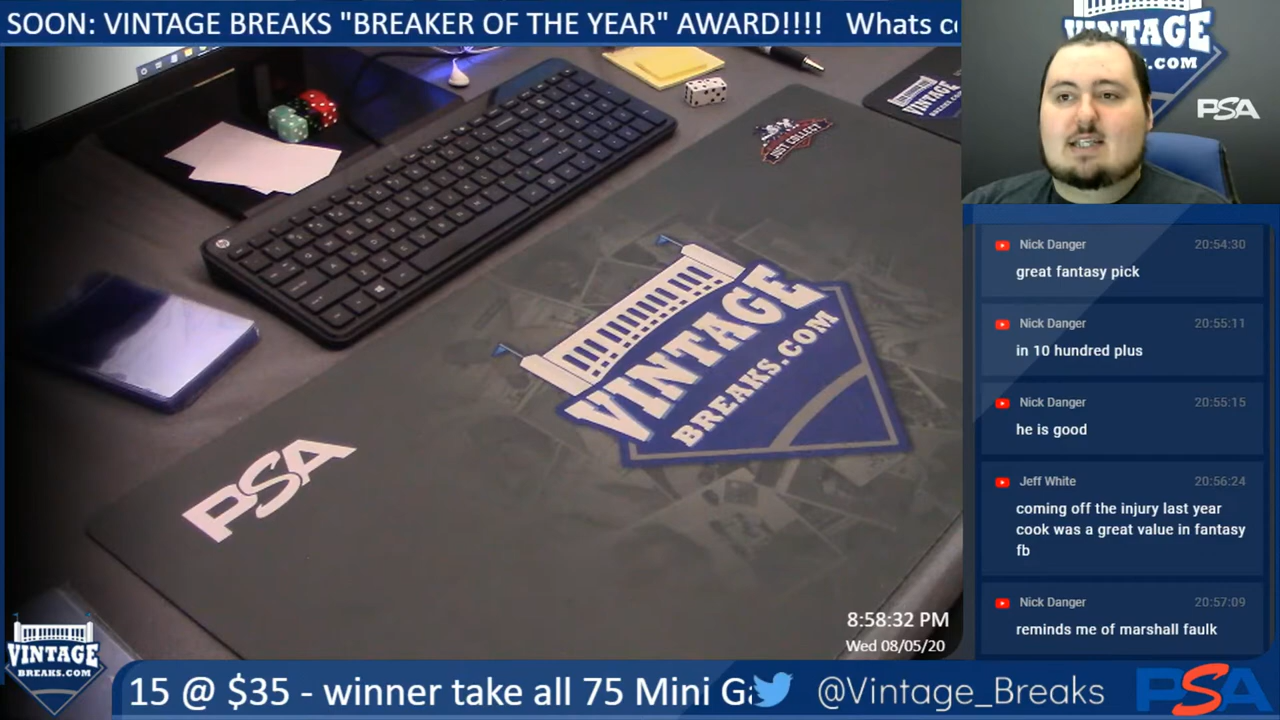 SOON: VINTAGE BREAKS "BREAKER OF THE YEAR" AWARD!!!! Whats c
VINTAGE
BREAKS.COM
PSA
JUST COLLECT
VINTAGE
VINTAGE
BREAKS.COM
PSA
Nick Danger 20:54:30
great fantasy pick
Nick Danger 20:55:11
in 10 hundred plus
Nick Danger 20:55:15
he is good
Jeff White 20:56:24
coming off the injury last year
cook was a great value in fantasy
fb
Nick Danger 20:57:09
reminds me of marshall faulk
8:58:32 PM
Wed 08/05/20
VINTAGE
BREAKS.COM
15 @ $35 - winner take all 75 Mini Ga
@Vintage_Breaks
PSA